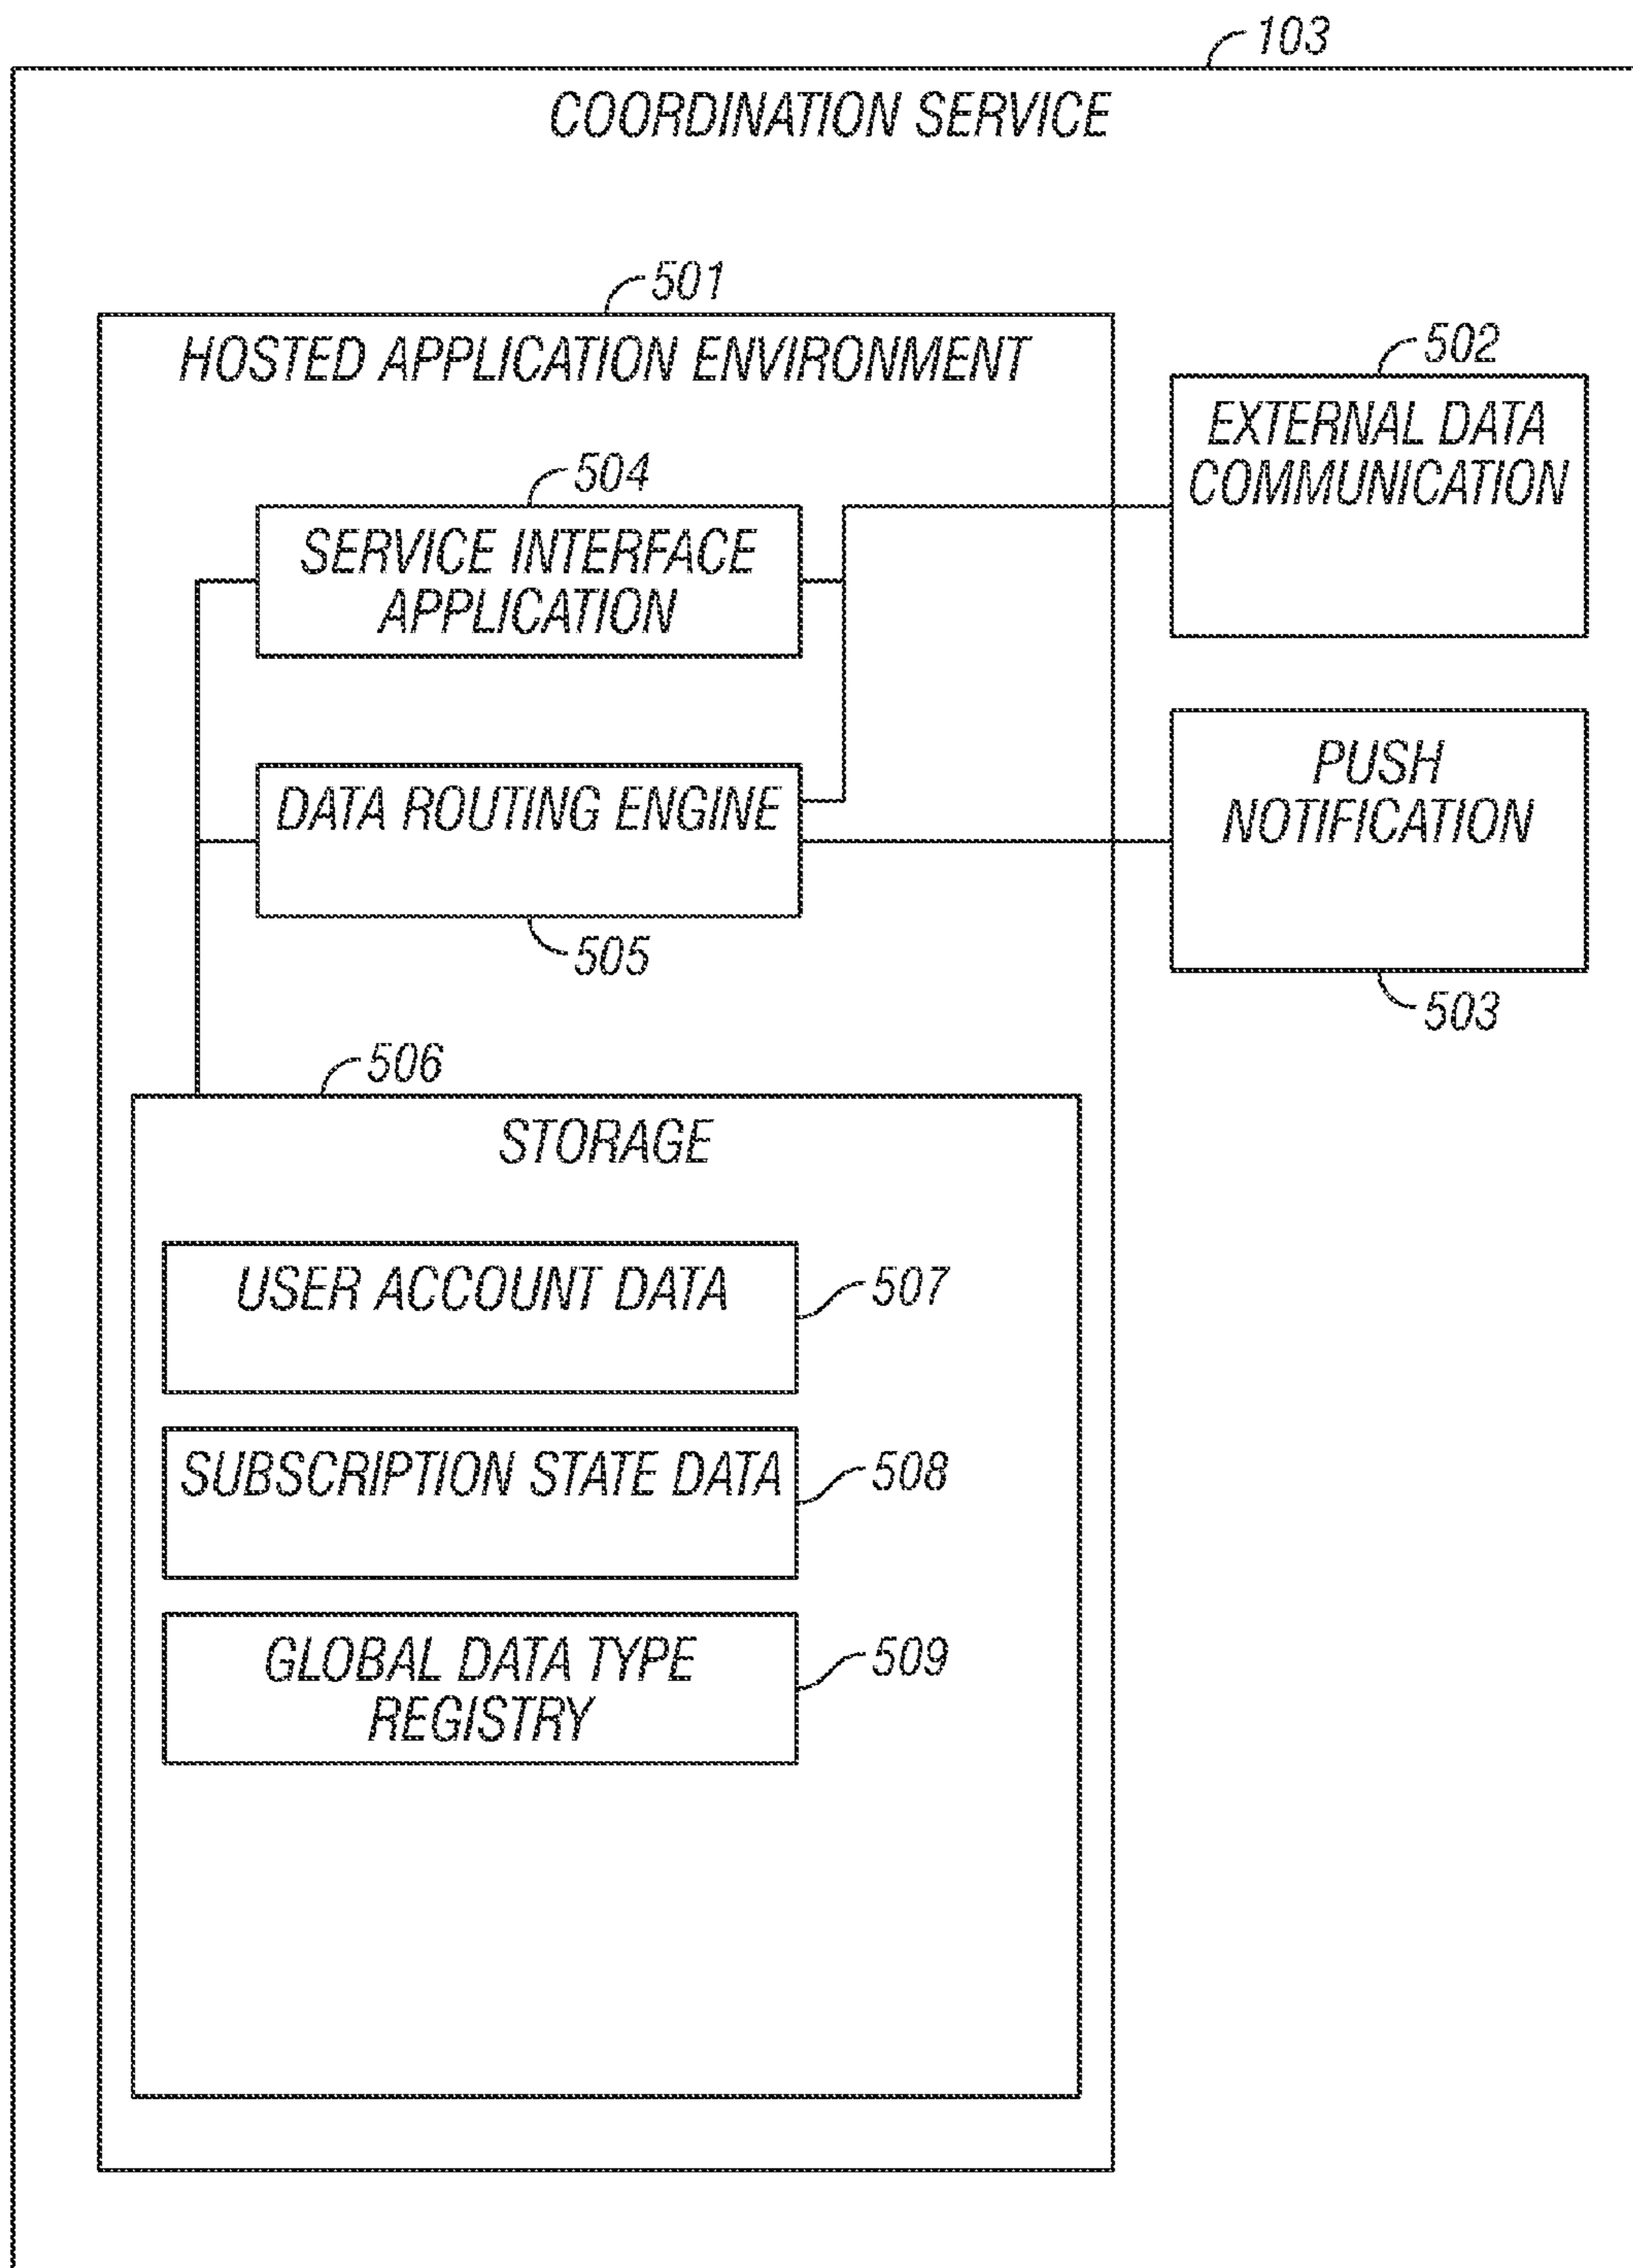 103
COORDINATION SERVICE
501
HOSTED APPLICATION ENVIRONMENT
502
EXTERNAL DATA
COMMUNICATION
504
SERVICE INTERFACE
APPLICATION
DATA ROUTING ENGINE
505
PUSH
NOTIFICATION
503
506
STORAGE
USER ACCOUNT DATA
507
SUBSCRIPTION STATE DATA
508
GLOBAL DATA TYPE
REGISTRY
509